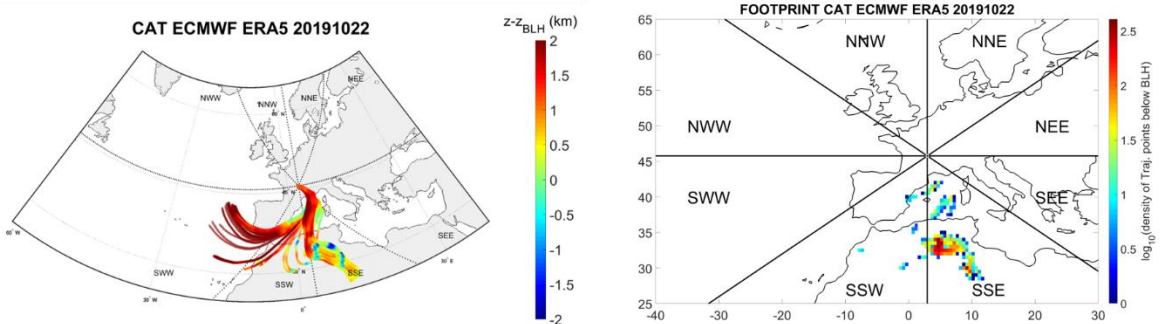 CAT ECMWF ERA5 20191022
z-z_BLH (km)
2
1.5
1
0.5
0
-0.5
-1
-1.5
-2
NWW
NNW
NNE
NEE
60° N
45° N
SWW
SSW
SSE
SEE
60° W
30° W
0°
30° E
FOOTPRINT CAT ECMWF ERA5 20191022
65
60
55
50
45
40
35
30
25
NNW
NNE
NWW
NEE
SWW
SEE
SSW
SSE
-40
-30
-20
-10
0
10
20
30
2.5
2
1.5
1
0.5
0
log10(density of Traj. points below BLH)